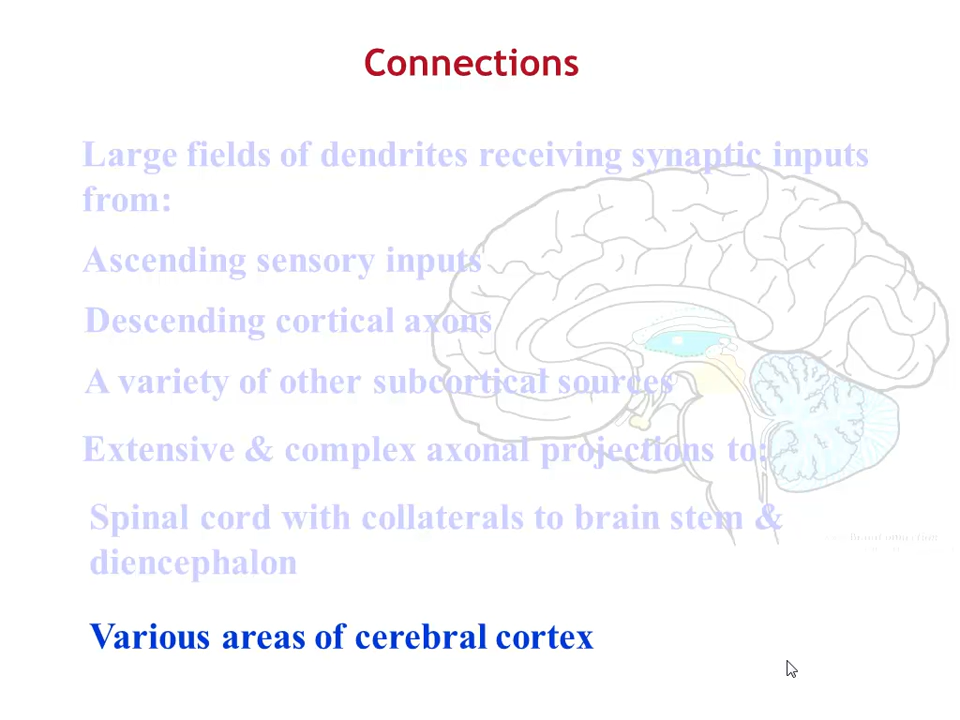 Connections
Large fields of dendrites receiving synaptic inputs
from:
Ascending sensory inputs
Descending cortical axons
A variety of other subcortical sources
Extensive & complex axonal projections to:
Spinal cord with collaterals to brain stem &
diencephalon
Various areas of cerebral cortex